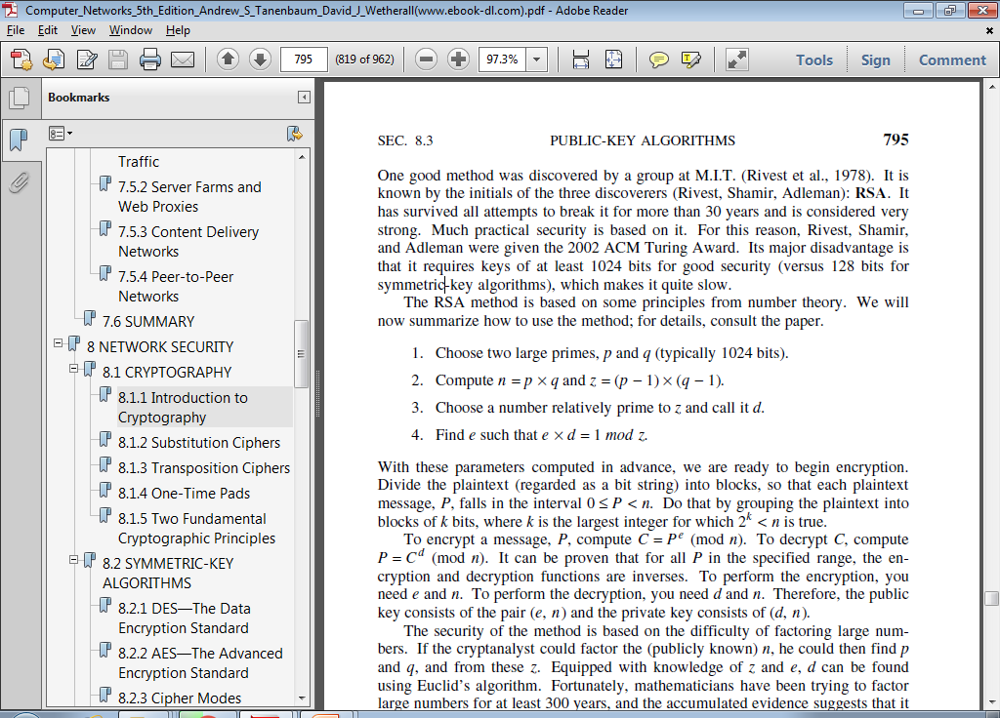 Computer_Networks_5th_Edition_Andrew_S_Tanenbaum_David_J_Wetherall(www.ebook-dl.com).pdf - Adobe Reader
File Edit View Window Help
795 (819 of 962) 97.3% Tools Sign Comment
Bookmarks
Traffic
7.5.2 Server Farms and
Web Proxies
7.5.3 Content Delivery
Networks
7.5.4 Peer-to-Peer
Networks
7.6 SUMMARY
8 NETWORK SECURITY
8.1 CRYPTOGRAPHY
8.1.1 Introduction to
Cryptography
8.1.2 Substitution Ciphers
8.1.3 Transposition Ciphers
8.1.4 One-Time Pads
8.1.5 Two Fundamental
Cryptographic Principles
8.2 SYMMETRIC-KEY
ALGORITHMS
8.2.1 DES—The Data
Encryption Standard
8.2.2 AES—The Advanced
Encryption Standard
8.2.3 Cipher Modes
SEC. 8.3 PUBLIC-KEY ALGORITHMS 795
One good method was discovered by a group at M.I.T. (Rivest et al., 1978). It is
known by the initials of the three discoverers (Rivest, Shamir, Adleman): RSA. It
has survived all attempts to break it for more than 30 years and is considered very
strong. Much practical security is based on it. For this reason, Rivest, Shamir,
and Adleman were given the 2002 ACM Turing Award. Its major disadvantage is
that it requires keys of at least 1024 bits for good security (versus 128 bits for
symmetric-key algorithms), which makes it quite slow.
The RSA method is based on some principles from number theory. We will
now summarize how to use the method; for details, consult the paper.
1. Choose two large primes, p and q (typically 1024 bits).
2. Compute n = p × q and z = (p − 1) × (q − 1).
3. Choose a number relatively prime to z and call it d.
4. Find e such that e × d = 1 mod z.
With these parameters computed in advance, we are ready to begin encryption.
Divide the plaintext (regarded as a bit string) into blocks, so that each plaintext
message, P, falls in the interval 0 ≤ P < n. Do that by grouping the plaintext into
blocks of k bits, where k is the largest integer for which 2^k < n is true.
To encrypt a message, P, compute C = P^e (mod n). To decrypt C, compute
P = C^d (mod n). It can be proven that for all P in the specified range, the en-
cryption and decryption functions are inverses. To perform the encryption, you
need e and n. To perform the decryption, you need d and n. Therefore, the public
key consists of the pair (e, n) and the private key consists of (d, n).
The security of the method is based on the difficulty of factoring large num-
bers. If the cryptanalyst could factor the (publicly known) n, he could then find p
and q, and from these z. Equipped with knowledge of z and e, d can be found
using Euclid's algorithm. Fortunately, mathematicians have been trying to factor
large numbers for at least 300 years, and the accumulated evidence suggests that it